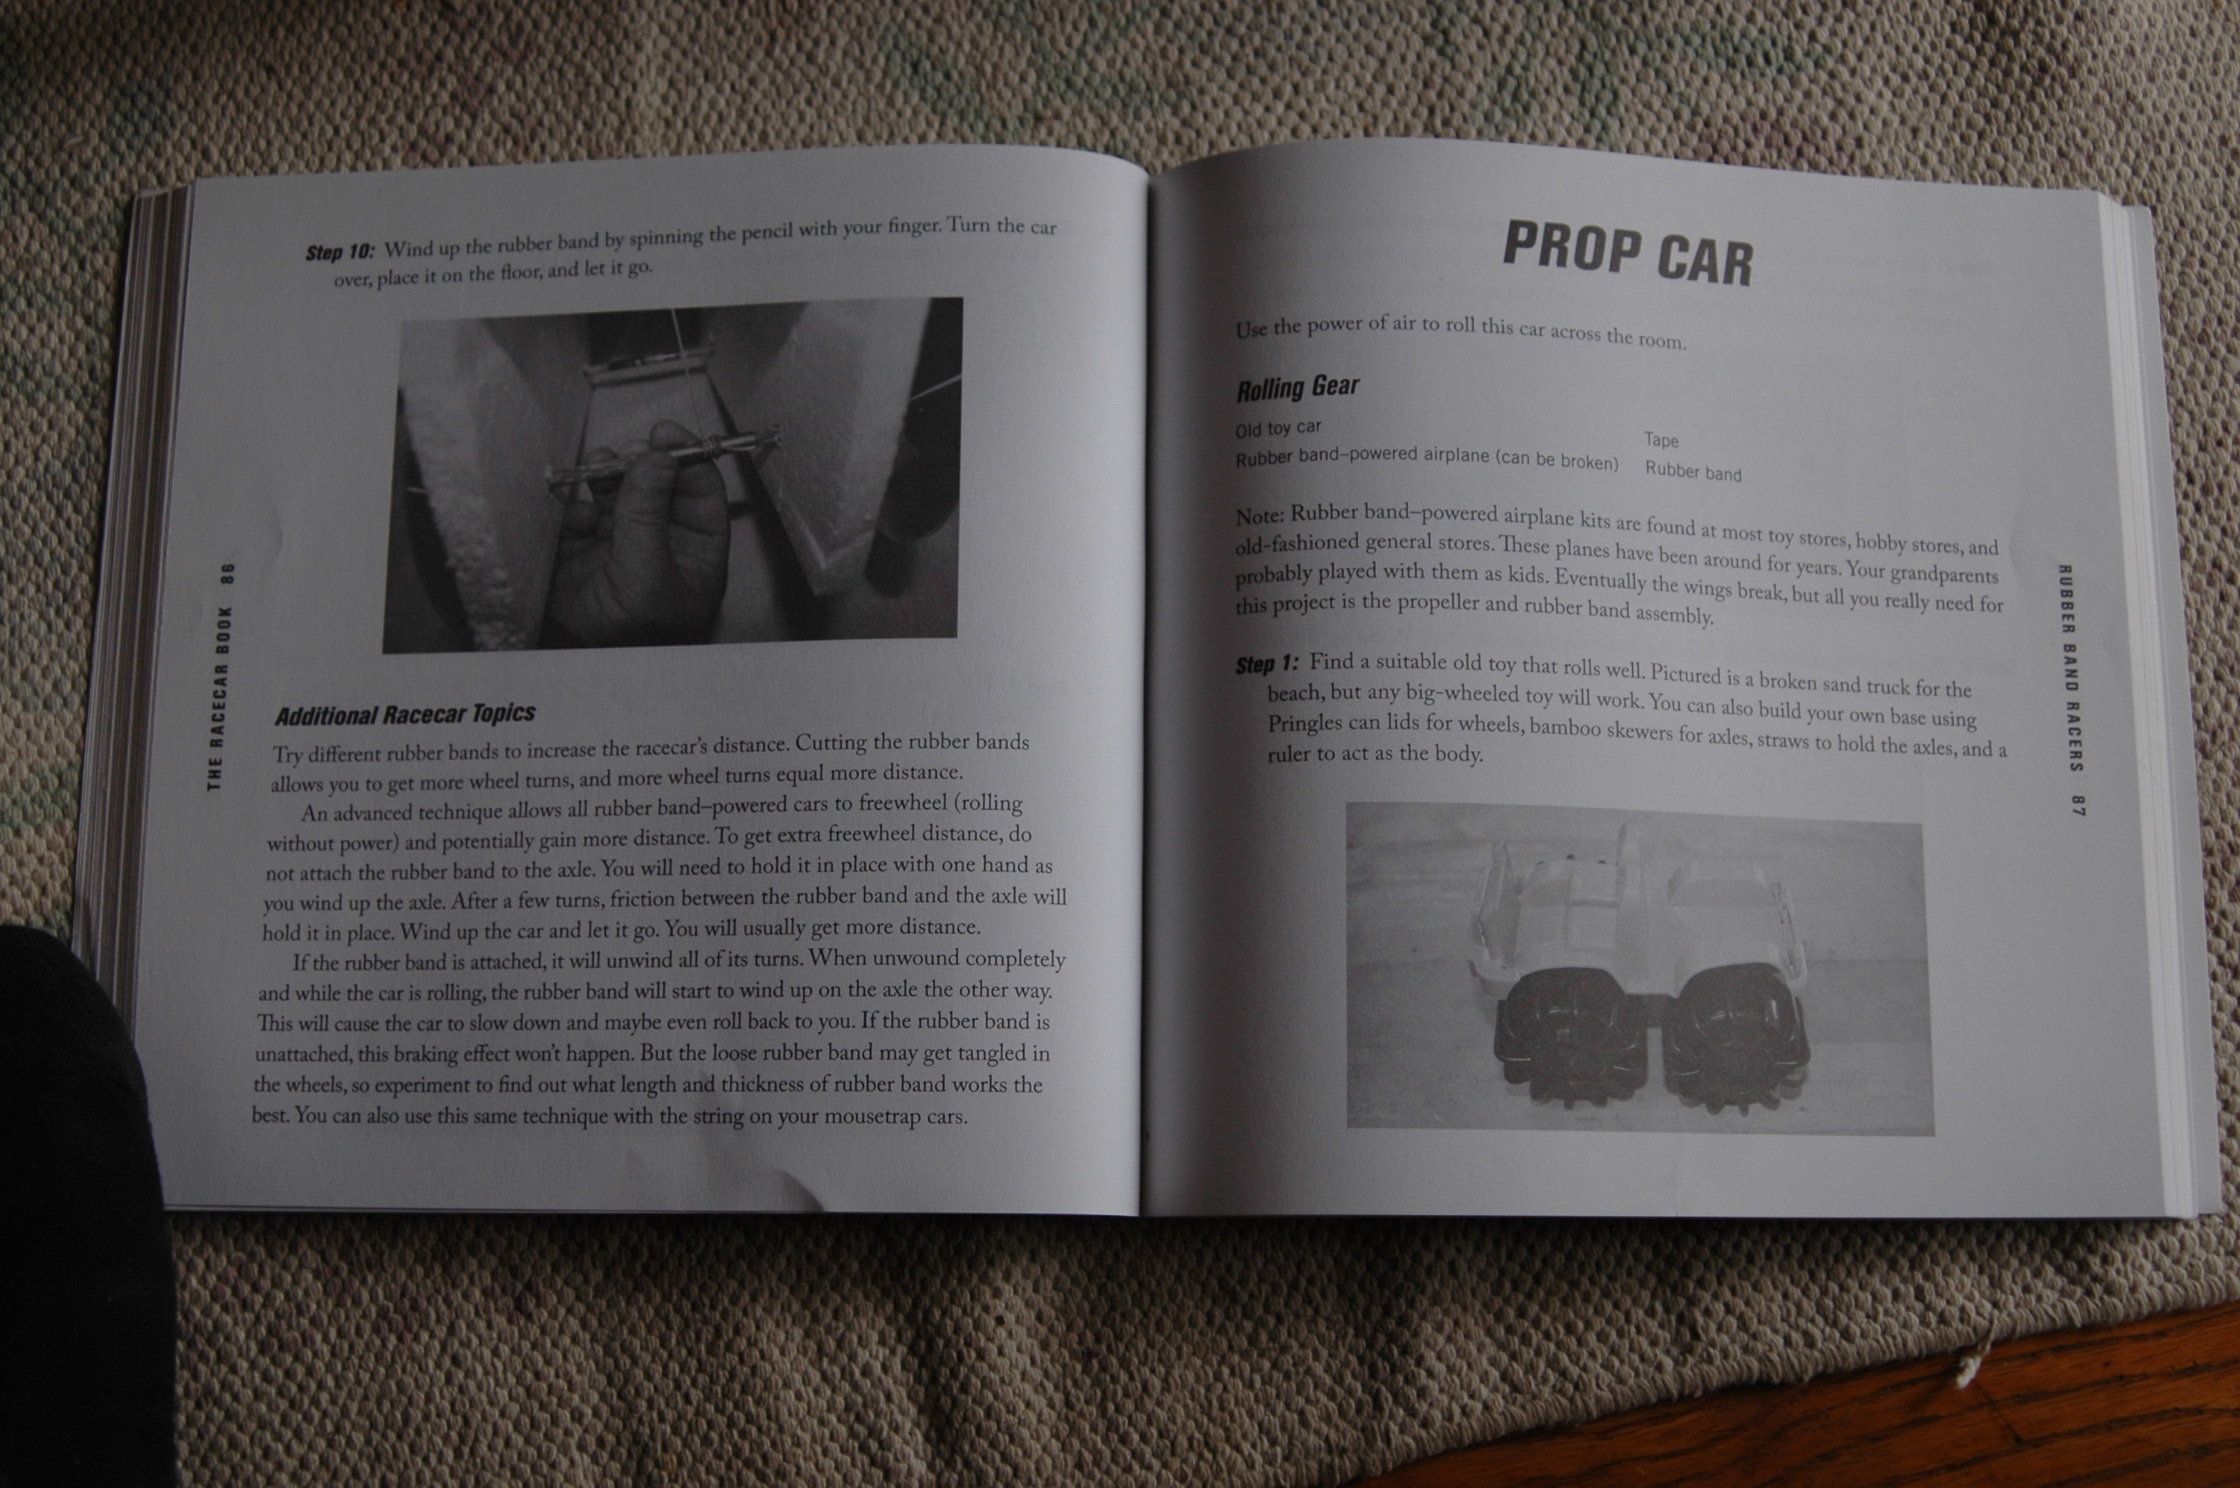 Step 10: Wind up the rubber band by spinning the pencil with your finger. Turn the car
over, place it on the floor, and let it go.
Additional Racecar Topics
Try different rubber bands to increase the racecar's distance. Cutting the rubber bands
allows you to get more wheel turns, and more wheel turns equal more distance.
An advanced technique allows all rubber band–powered cars to freewheel (rolling
without power) and potentially gain more distance. To get extra freewheel distance, do
not attach the rubber band to the axle. You will need to hold it in place with one hand as
you wind up the axle. After a few turns, friction between the rubber band and the axle will
hold it in place. Wind up the car and let it go. You will usually get more distance.
If the rubber band is attached, it will unwind all of its turns. When unwound completely
and while the car is rolling, the rubber band will start to wind up on the axle the other way.
This will cause the car to slow down and maybe even roll back to you. If the rubber band is
unattached, this braking effect won't happen. But the loose rubber band may get tangled in
the wheels, so experiment to find out what length and thickness of rubber band works the
best. You can also use this same technique with the string on your mousetrap cars.
THE RACECAR BOOK 86
PROP CAR
Use the power of air to roll this car across the room.
Rolling Gear
Old toy car
Rubber band–powered airplane (can be broken)
Tape
Rubber band
Note: Rubber band–powered airplane kits are found at most toy stores, hobby stores, and
old-fashioned general stores. These planes have been around for years. Your grandparents
probably played with them as kids. Eventually the wings break, but all you really need for
this project is the propeller and rubber band assembly.
Step 1: Find a suitable old toy that rolls well. Pictured is a broken sand truck for the
beach, but any big-wheeled toy will work. You can also build your own base using
Pringles can lids for wheels, bamboo skewers for axles, straws to hold the axles, and a
ruler to act as the body.
RUBBER BAND RACERS 87